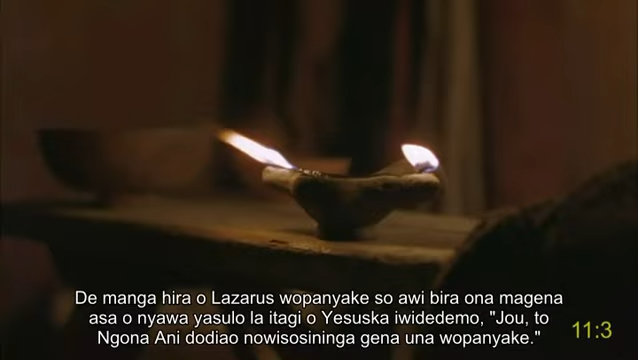 De manga hira o Lazarus wopanyake so awi bira ona magena
asa o nyawa yasulo la itagi o Yesuska iwidedemo, "Jou, to
Ngona Ani dodiao nowisosininga gena una wopanyake."
11:3